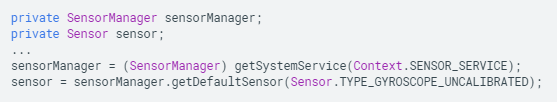 private SensorManager sensorManager;
private Sensor sensor;
...
sensorManager = (SensorManager) getSystemService(Context.SENSOR_SERVICE);
sensor = sensorManager.getDefaultSensor(Sensor.TYPE_GYROSCOPE_UNCALIBRATED);